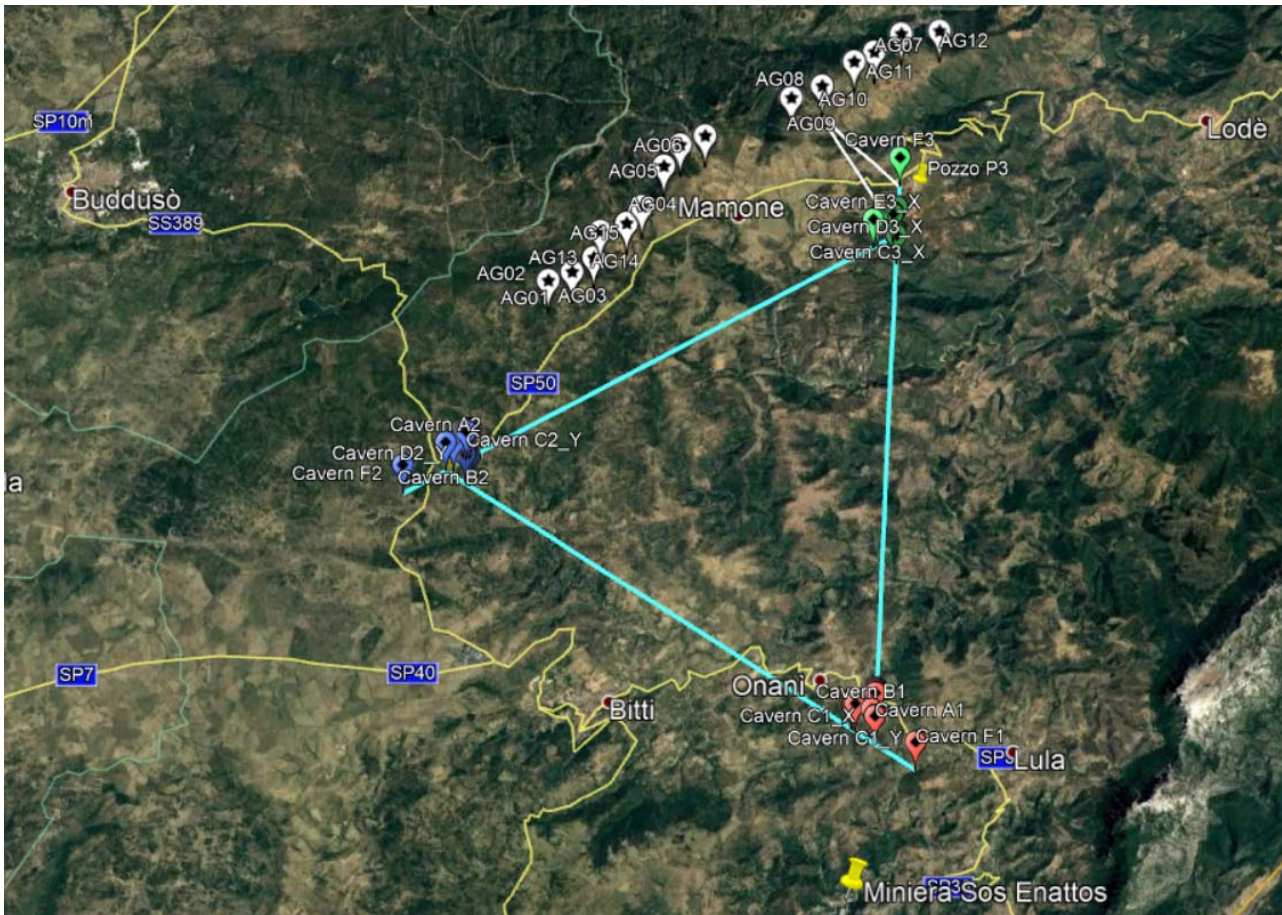 AG07
AG12
AG11
AG08
AG10
SP10m
AG09
Lodè
Cavern F3
AG06
Pozzo P3
AG05
Buddusò
Cavern E3_X
AG04
Mamone
SS389
Cavern D3_X
AG15
Cavern C3_X
AG13
AG14
AG02
AG01
AG03
SP50
Cavern A2
Cavern C2_Y
Cavern D2_Y
Cavern F2
Cavern B2
la
SP7
SP40
Onanì
Cavern B1
Bitti
Cavern A1
Cavern C1_X
Cavern C1_Y
Cavern F1
Lula
Miniera Sos Enattos